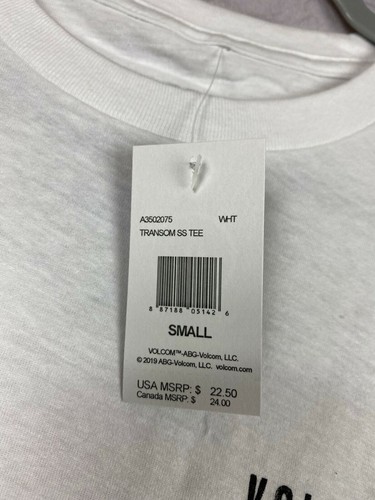 A3502075 WHT
TRANSOM SS TEE
8 87188 05142 6
SMALL
VOLCOM™-ABG-Volcom, LLC.
© 2019 ABG-Volcom, LLC. volcom.com
USA MSRP: $ 22.50
Canada MSRP: $ 24.00